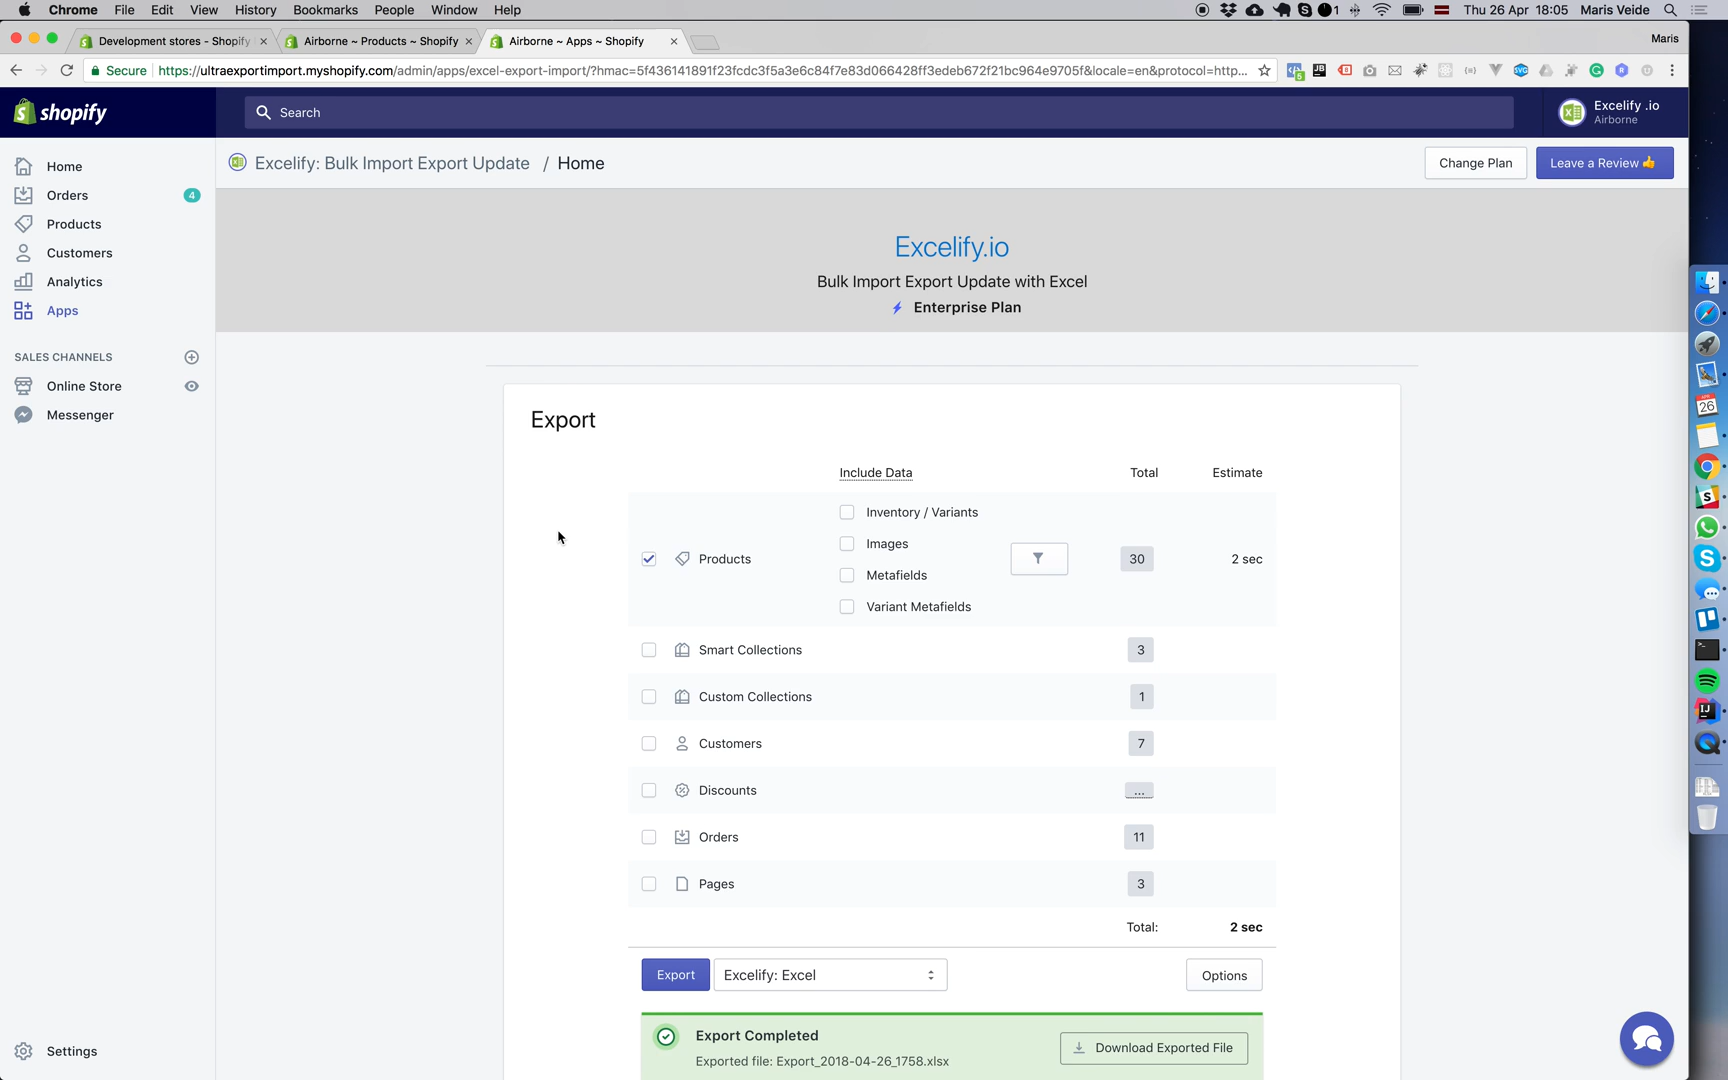 Chrome File Edit View History Bookmarks People Window Help
1 Thu 26 Apr 18:05 Maris Veide
Development stores - Shopify
Airborne ~ Products ~ Shopify
Airborne ~ Apps ~ Shopify
Maris
Secure https://ultraexportimport.myshopify.com/admin/apps/excel-export-import/?hmac=5f436141891f23fcdc3f5a3e6c84f7e83d066428ff3edeb672f21bc964e9705f&locale=en&protocol=http...
shopify
Search
Excelify .io
Airborne
Home
Orders 4
Products
Customers
Analytics
Apps
SALES CHANNELS
Online Store
Messenger
Settings
Excelify: Bulk Import Export Update / Home
Change Plan
Leave a Review 👍
Excelify.io
Bulk Import Export Update with Excel
Enterprise Plan
Export
Include Data Total Estimate
Inventory / Variants
Images
Products 30 2 sec
Metafields
Variant Metafields
Smart Collections 3
Custom Collections 1
Customers 7
Discounts ...
Orders 11
Pages 3
Total: 2 sec
Export Excelify: Excel Options
Export Completed
Exported file: Export_2018-04-26_1758.xlsx
Download Exported File